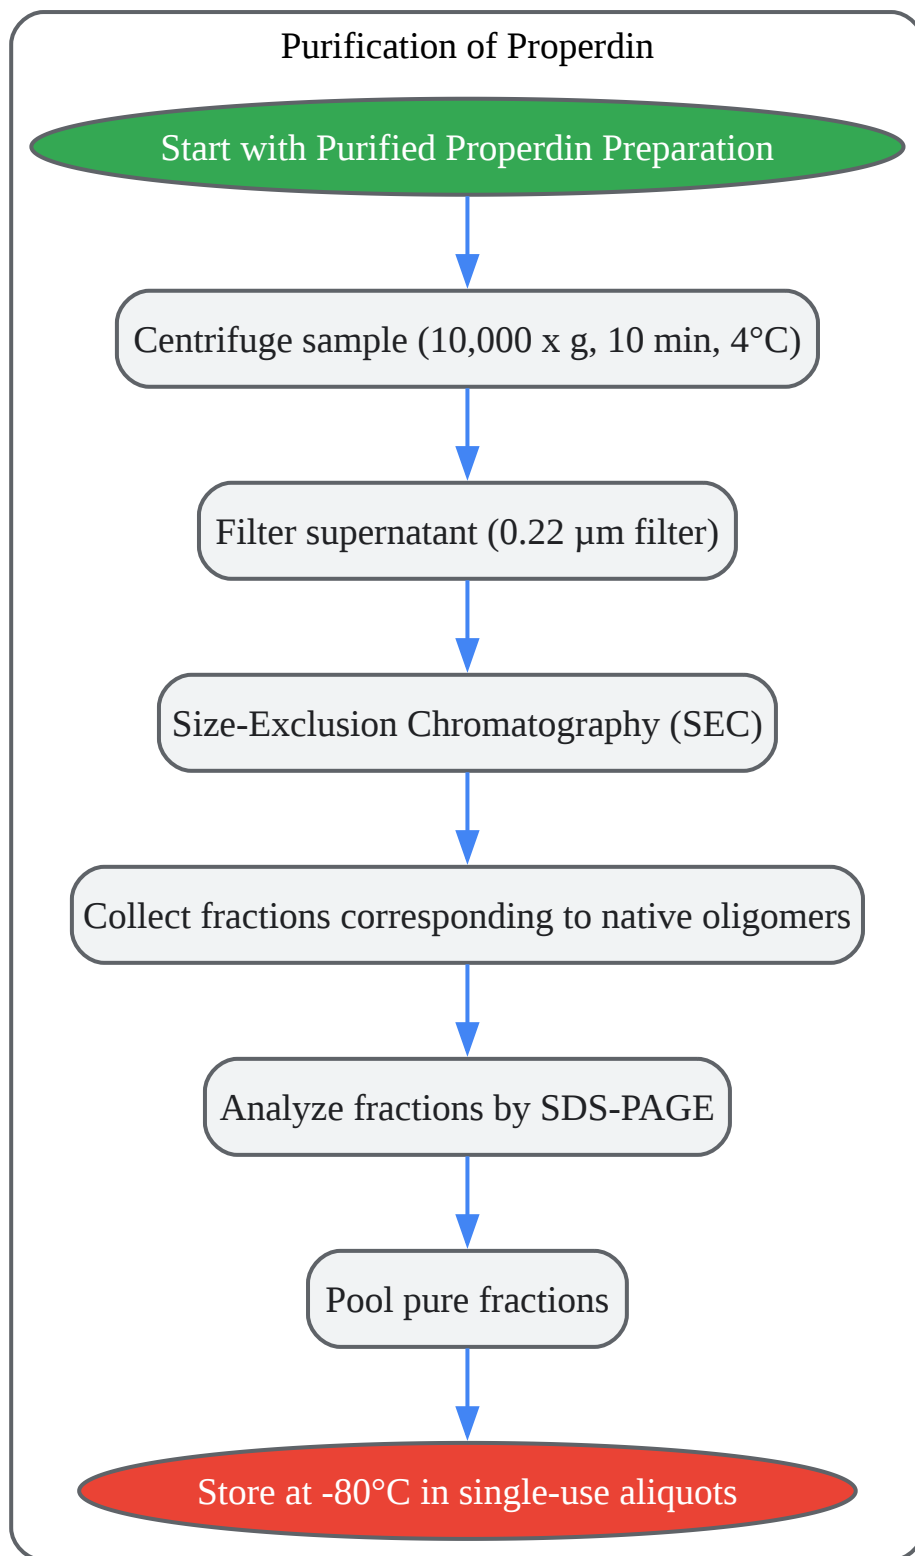 Purification of Properdin
Start with Purified Properdin Preparation
Centrifuge sample (10,000 x g, 10 min, 4°C)
Filter supernatant (0.22 µm filter)
Size-Exclusion Chromatography (SEC)
Collect fractions corresponding to native oligomers
Analyze fractions by SDS-PAGE
Pool pure fractions
Store at -80°C in single-use aliquots